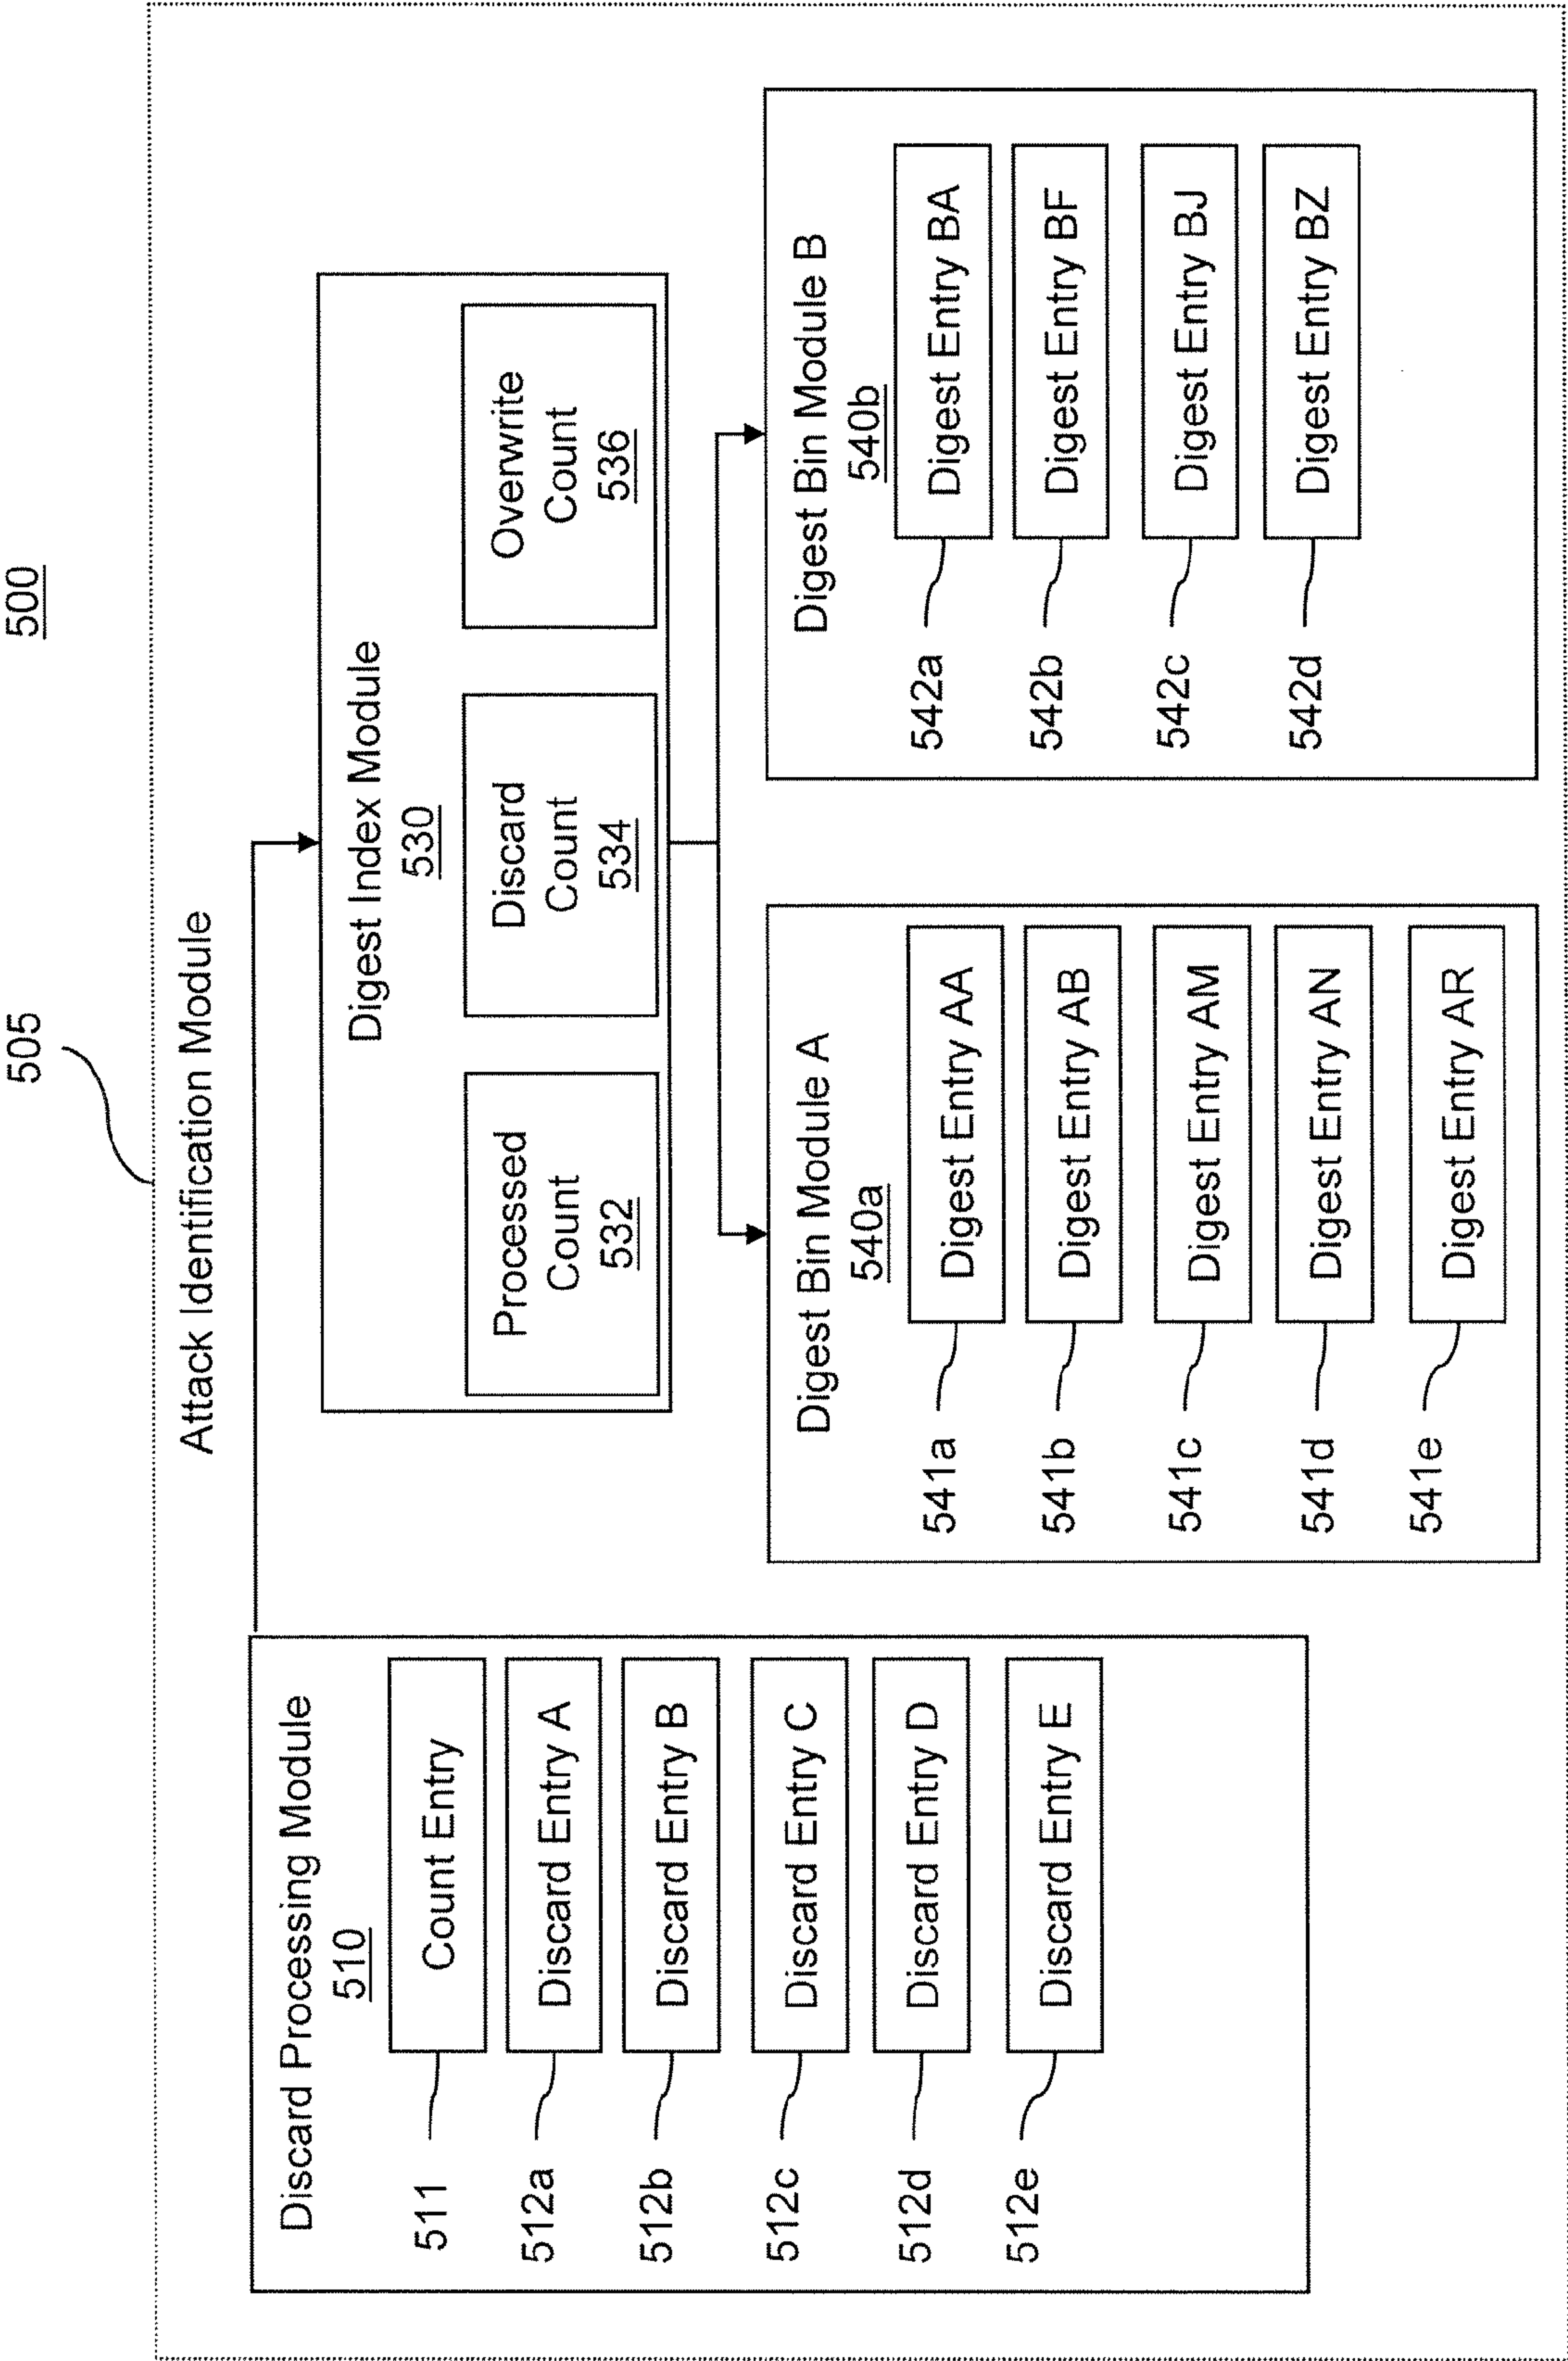 500
505
Attack Identification Module
Discard Processing Module
510
511
Count Entry
512a
Discard Entry A
512b
Discard Entry B
512c
Discard Entry C
512d
Discard Entry D
512e
Discard Entry E
Digest Index Module
530
Processed
Count
532
Discard
Count
534
Overwrite
Count
536
Digest Bin Module A
540a
541a
Digest Entry AA
541b
Digest Entry AB
541c
Digest Entry AM
541d
Digest Entry AN
541e
Digest Entry AR
Digest Bin Module B
540b
542a
Digest Entry BA
542b
Digest Entry BF
542c
Digest Entry BJ
542d
Digest Entry BZ